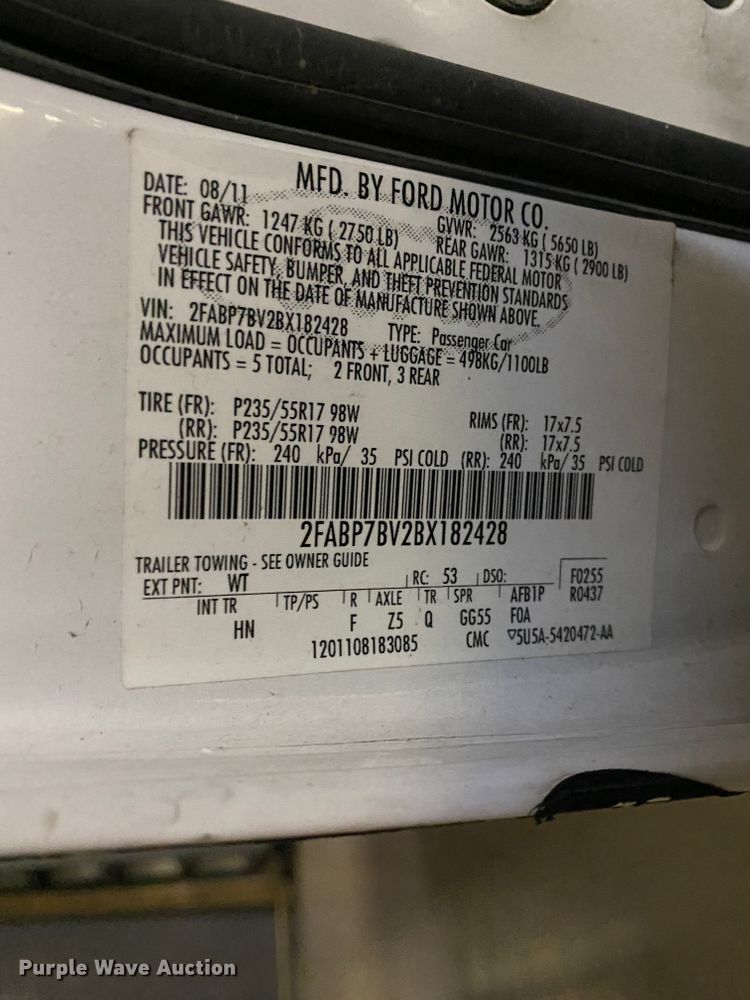 MFD. BY FORD MOTOR CO.
DATE: 08/11 GVWR: 2563 KG ( 5650 LB)
FRONT GAWR: 1247 KG ( 2750 LB) REAR GAWR: 1315 KG ( 2900 LB)
THIS VEHICLE CONFORMS TO ALL APPLICABLE FEDERAL MOTOR
VEHICLE SAFETY, BUMPER, AND THEFT PREVENTION STANDARDS
IN EFFECT ON THE DATE OF MANUFACTURE SHOWN ABOVE.
VIN: 2FABP7BV2BX182428 TYPE: Passenger Car
MAXIMUM LOAD = OCCUPANTS + LUGGAGE = 498KG/1100LB
OCCUPANTS = 5 TOTAL; 2 FRONT, 3 REAR
TIRE (FR): P235/55R17 98W RIMS (FR): 17x7.5
(RR): P235/55R17 98W (RR): 17x7.5
PRESSURE (FR): 240 kPa/ 35 PSI COLD (RR): 240 kPa/ 35 PSI COLD
2FABP7BV2BX182428
TRAILER TOWING - SEE OWNER GUIDE
EXT PNT: WT RC: 53 DSO: F0255
INT TR TP/PS R AXLE TR SPR AFB1P R0437
HN F Z5 Q GG55 FOA
1201108183085 CMC ▽5U5A-5420472-AA
Purple Wave Auction